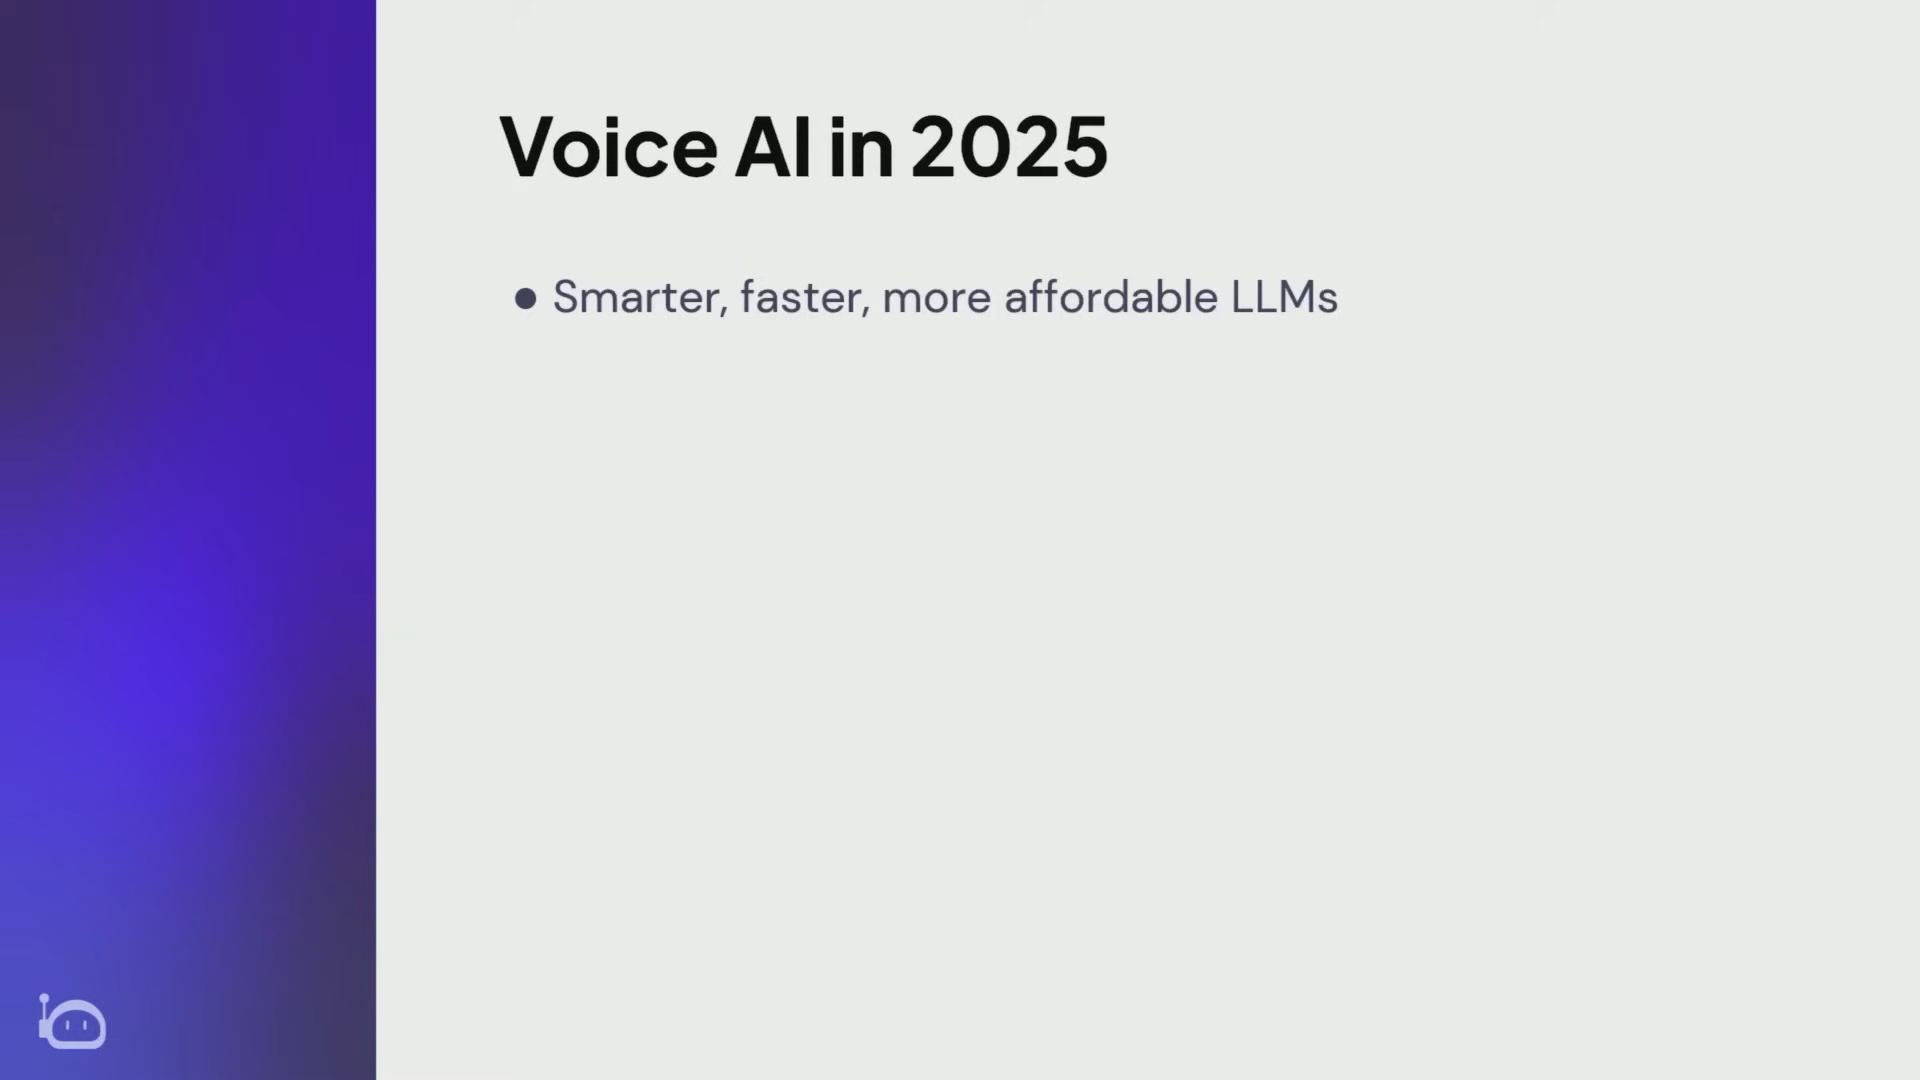 Voice AI in 2025
● Smarter, faster, more affordable LLMs